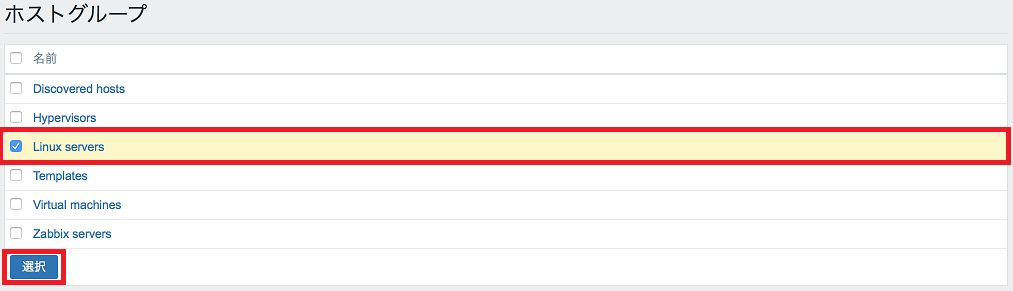 ホストグループ
名前
Discovered hosts
Hypervisors
Linux servers
Templates
Virtual machines
Zabbix servers
選択